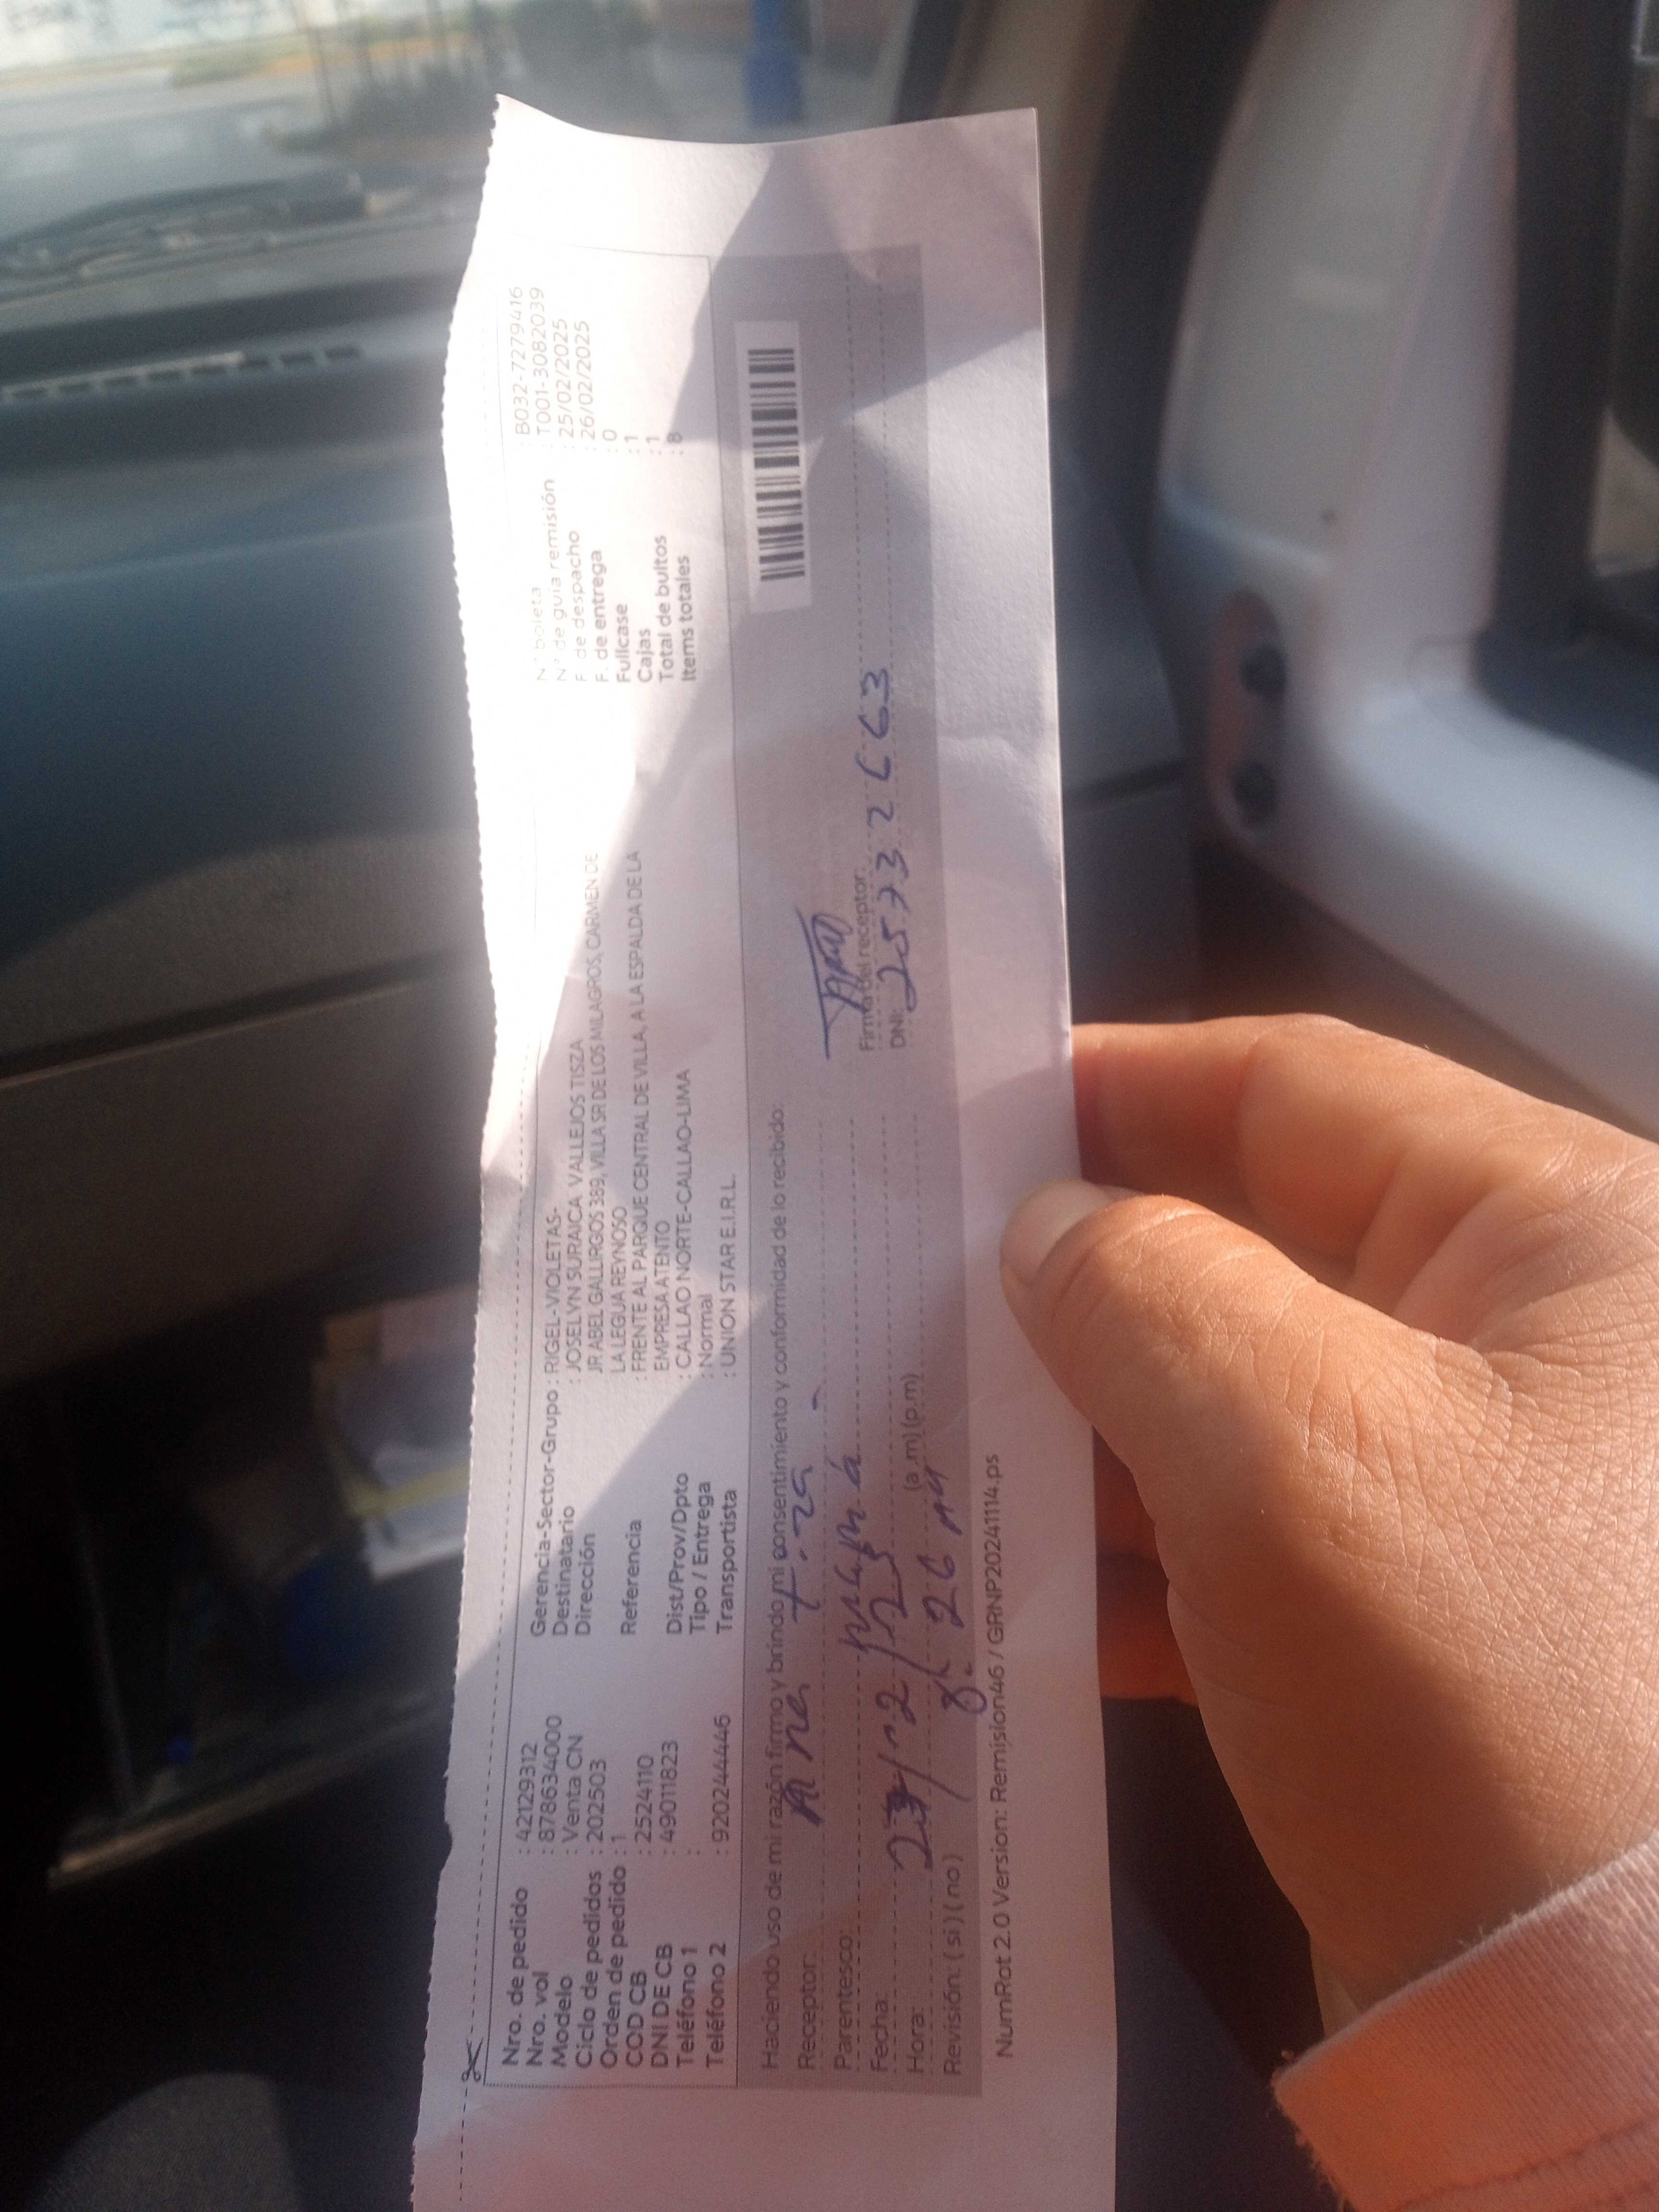 Nro. de pedido : 42129312
Nro. vol : 878634000
Modelo : Venta CN
Ciclo de pedidos : 202503
Orden de pedido : 1
COD CB : 2524110
DNI DE CB : 49011823
Teléfono 1 :
Teléfono 2 : 920244446
Gerencia-Sector-Grupo : RIGEL-VIOLETAS-
Destinatario : JOSELYN SURANCA VALLEJOS TISZA
Dirección JR ABEL GALLIRGOS 389, VILLA SR DE LOS MILAGROS, CARMEN DE
LA LEGUA REYNOSO
Referencia : FRENTE AL PARQUE CENTRAL DE VILLA, A LA ESPALDA DE LA
EMPRESA ATENTO
Dist/Prov/Dpto : CALLAO NORTE-CALLAO-LIMA
Tipo / Entrega : Normal
Transportista : UNION STAR E.I.R.L.
N° boleta : B032-7279416
N° de guía remisión : T001-3082039
F. de despacho : 25/02/2025
F. de entrega : 26/02/2025
Fullcase : 0
Cajas : 1
Total de bultos : 1
Items totales : 8
Haciendo uso de mi razón firmo y brindo mi consentimiento y conformidad de lo recibido:
Receptor:
Parentesco: mamá
Fecha:
Hora: 8: 26 (a.m) (p.m)
Revisión: ( si ) ( no )
Firma del receptor:
DNI:
NumRot 2.0 Version: Remision46 / GRNP20241114.ps